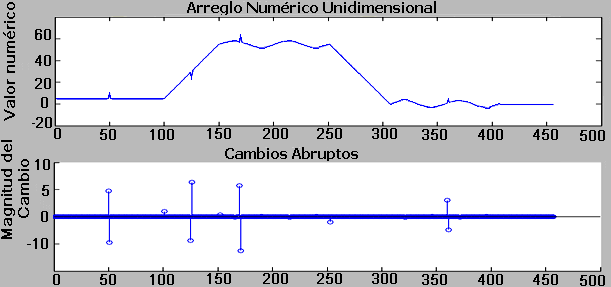 Arreglo Numérico Unidimensional
Valor numérico
60
40
20
0
-20
0 50 100 150 200 250 300 350 400 450 500
Cambios Abruptos
Magnitud del
Cambio
10
5
0
-10
0 50 100 150 200 250 300 350 400 450 500